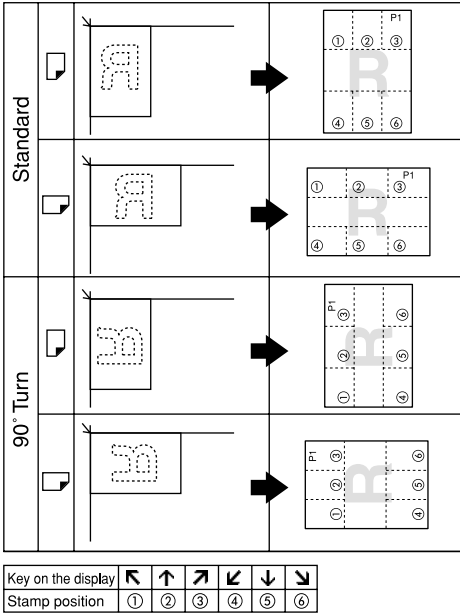 Standard
R
P1
① ② ③
R
④ ⑤ ⑥
R
P1
① ② ③
R
④ ⑤ ⑥
90° Turn
R
P1
③ ⑥
② ⑤
R
① ④
R
P1
③ ⑥
② ⑤
R
① ④
Key on the display ↖ ↑ ↗ ↙ ↓ ↘
Stamp position ① ② ③ ④ ⑤ ⑥